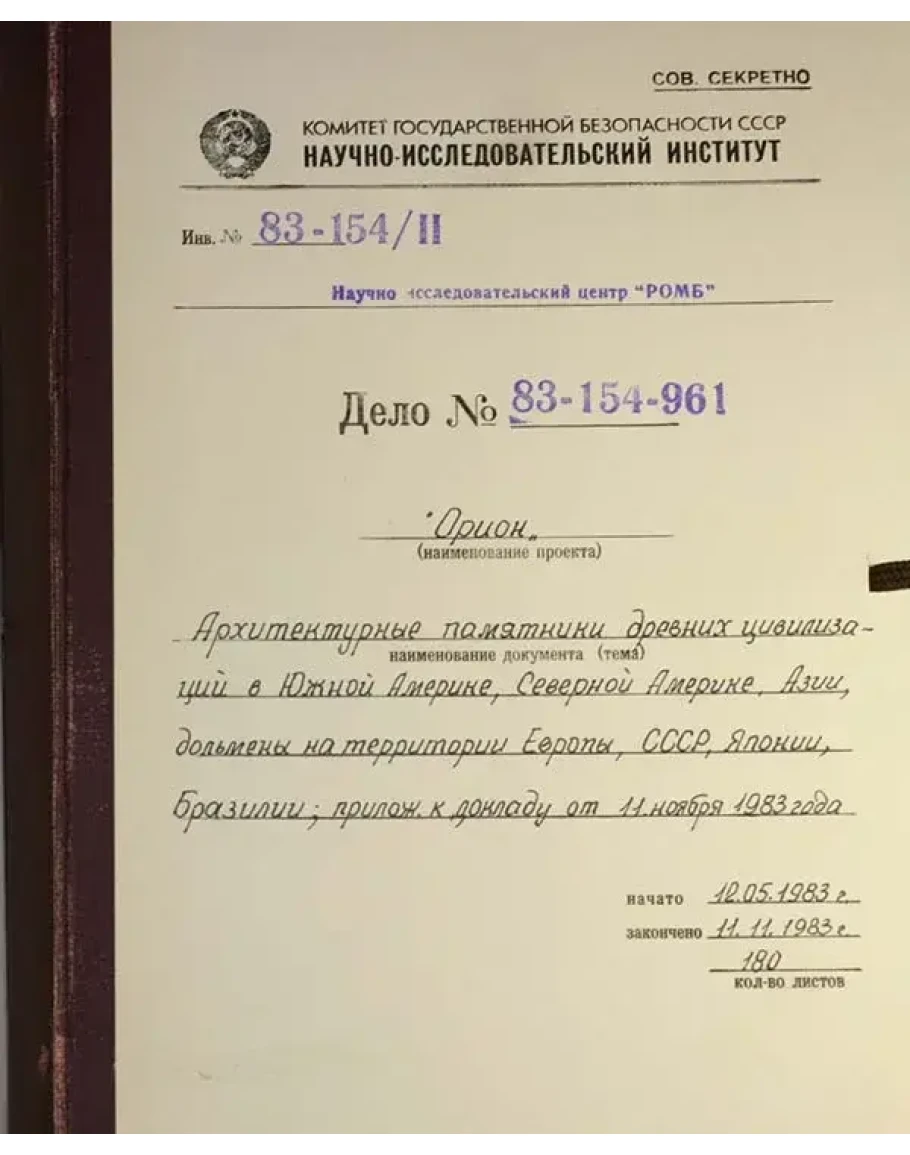 СОВ. СЕКРЕТНО
КОМИТЕТ ГОСУДАРСТВЕННОЙ БЕЗОПАСНОСТИ СССР
НАУЧНО-ИССЛЕДОВАТЕЛЬСКИЙ ИНСТИТУТ
Инв. № 83-154/II
Научно исследовательский центр "РОМБ"
Дело № 83-154-961
"Орион"
(наименование проекта)
Архитектурные памятники древних цивилиза-
наименование документа (тема)
ций в Южной Америке, Северной Америке, Азии,
дольмены на территории Европы, СССР, Японии,
Бразилии; прилож. к докладу от 11 ноября 1983 года
начато 12.05.1983 г.
закончено 11.11.1983 г.
180
кол-во листов